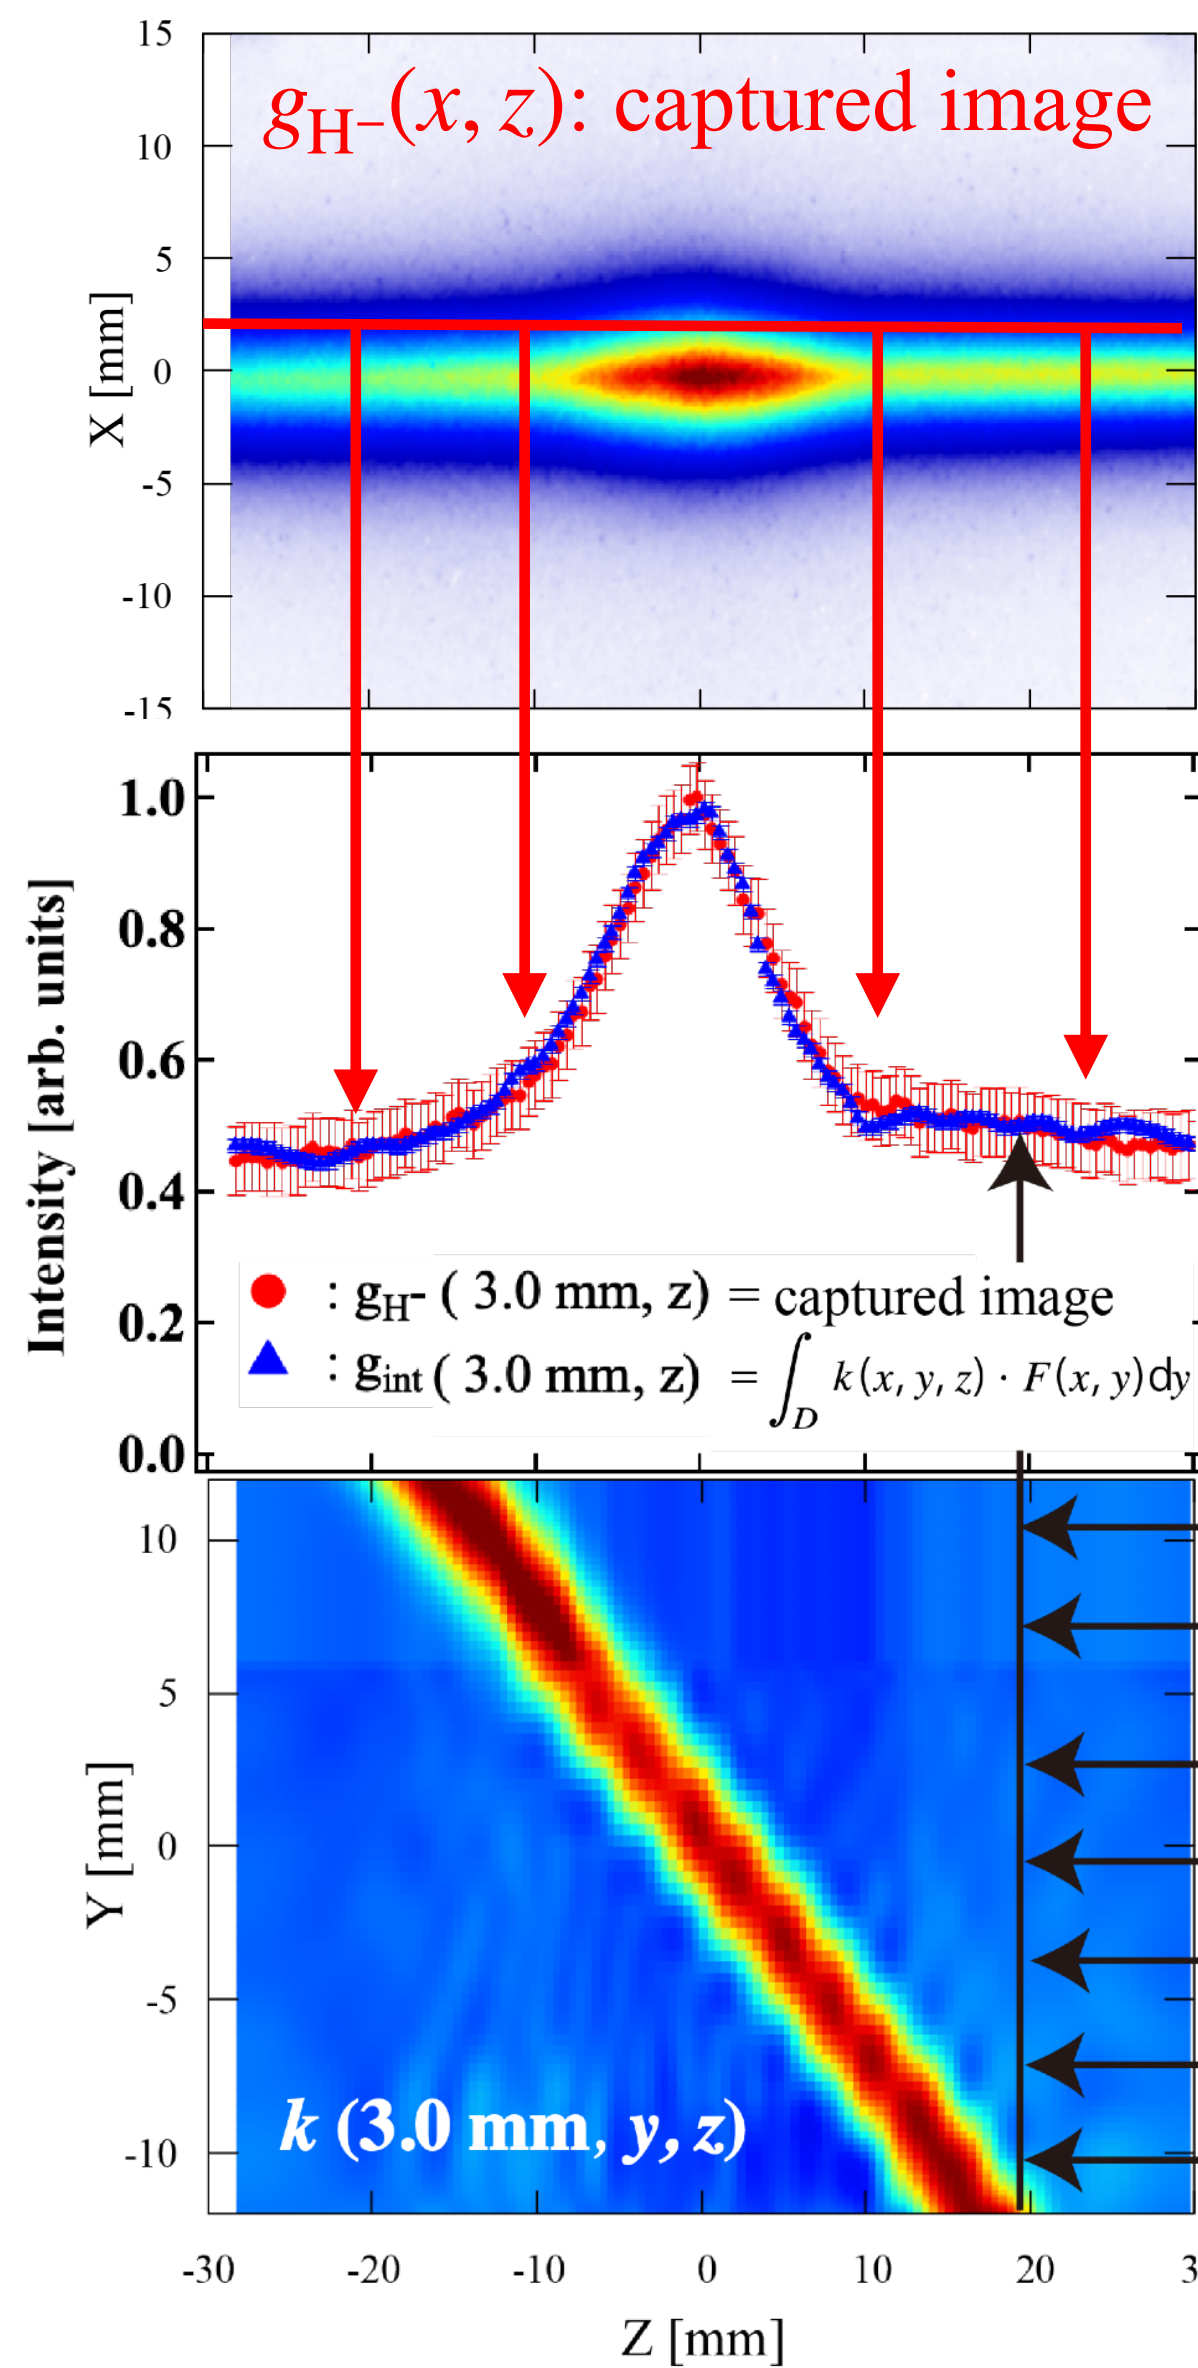 15
g_H−(x, z): captured image
10
5
X [mm]
0
-5
-10
-15
1.0
0.8
Intensity [arb. units]
0.6
0.4
: g_H- ( 3.0 mm, z) = captured image
0.2
: g_int ( 3.0 mm, z) = ∫_D k(x, y, z) · F(x, y)dy
0.0
10
5
Y [mm]
0
-5
k (3.0 mm, y, z)
-10
-30 -20 -10 0 10 20 3
Z [mm]